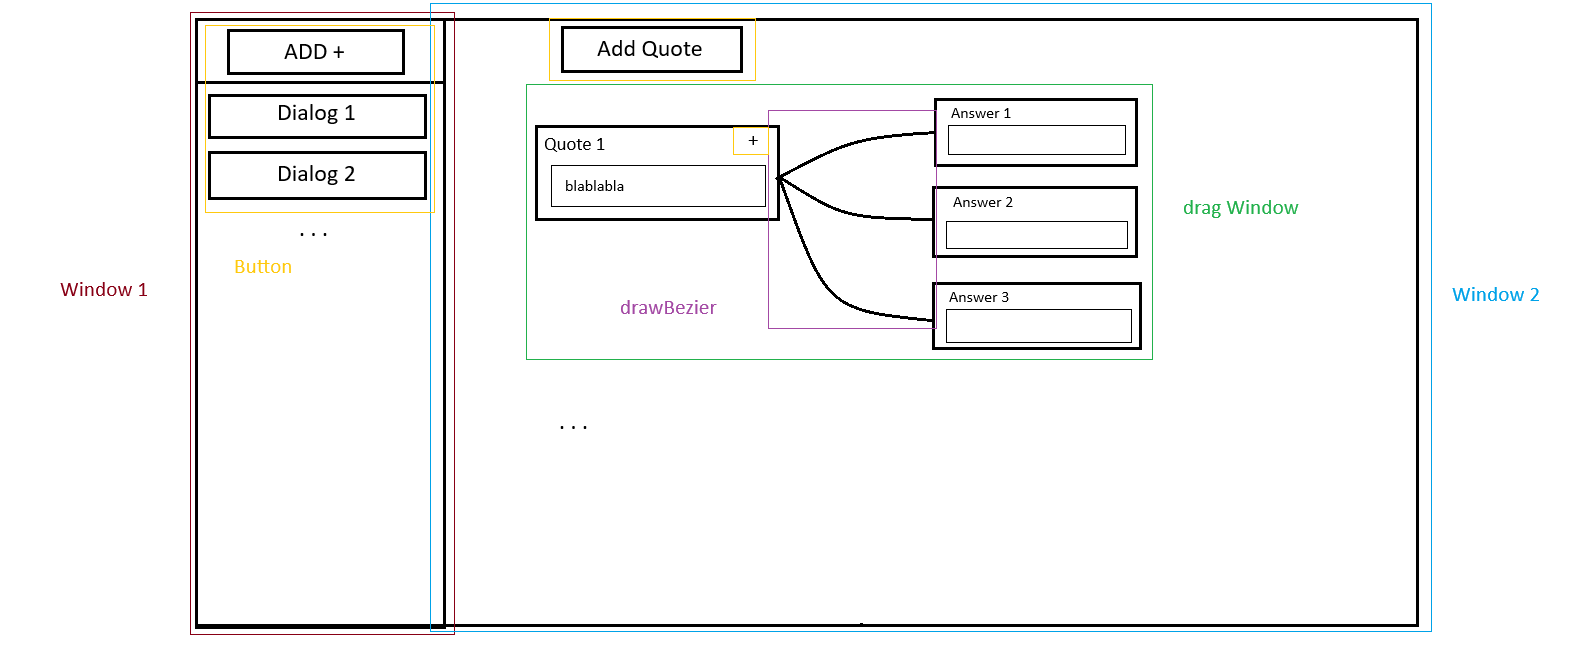 ADD +
Add Quote
Dialog 1
Dialog 2
. . .
Button
Window 1
Quote 1
+
blablabla
Answer 1
Answer 2
Answer 3
drawBezier
drag Window
Window 2
. . .